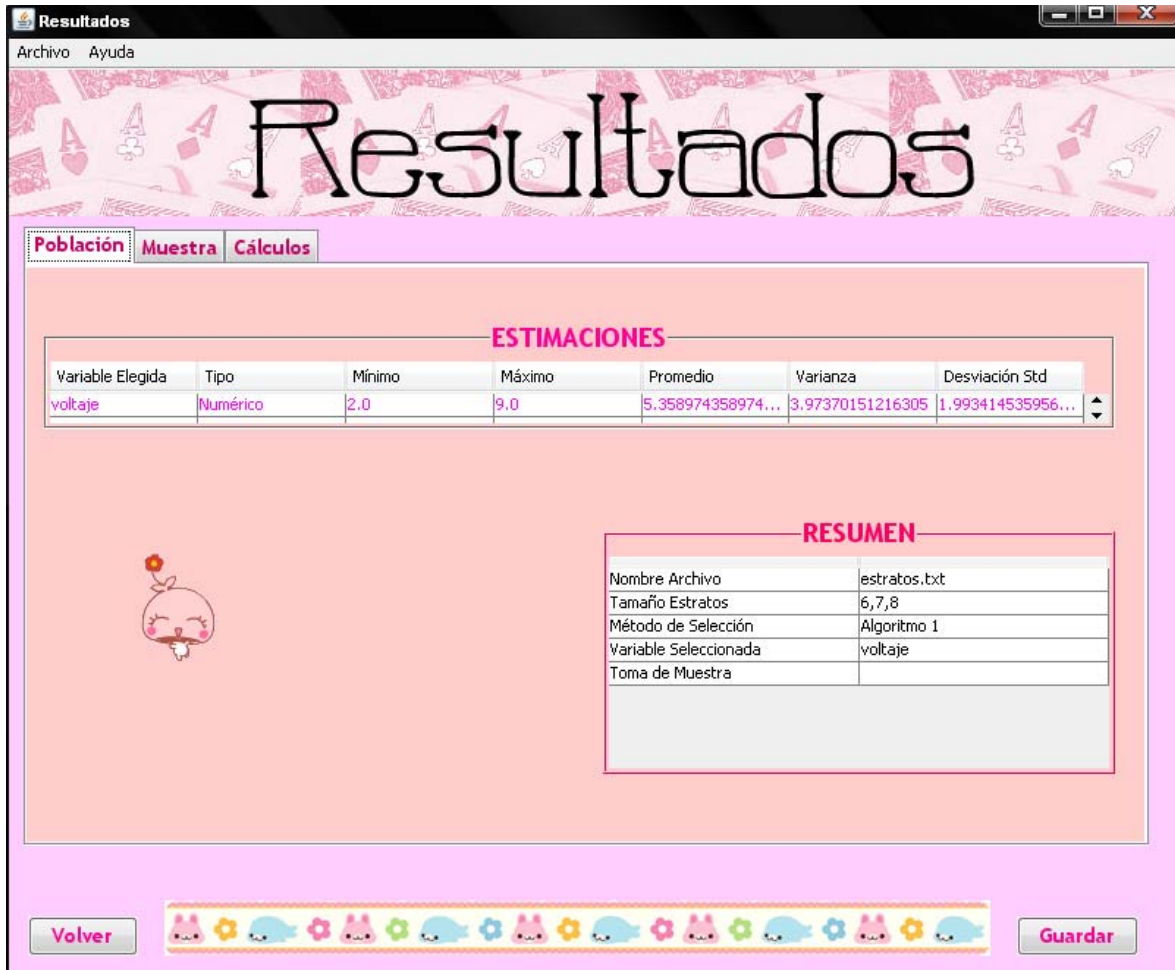 Resultados
Archivo Ayuda
Resultados
Población Muestra Cálculos
ESTIMACIONES
Variable Elegida Tipo Mínimo Máximo Promedio Varianza Desviación Std
voltaje Numérico 2.0 9.0 5.358974358974... 3.97370151216305 1.993414535956...
RESUMEN
Nombre Archivo estratos.txt
Tamaño Estratos 6,7,8
Método de Selección Algoritmo 1
Variable Seleccionada voltaje
Toma de Muestra
Volver Guardar